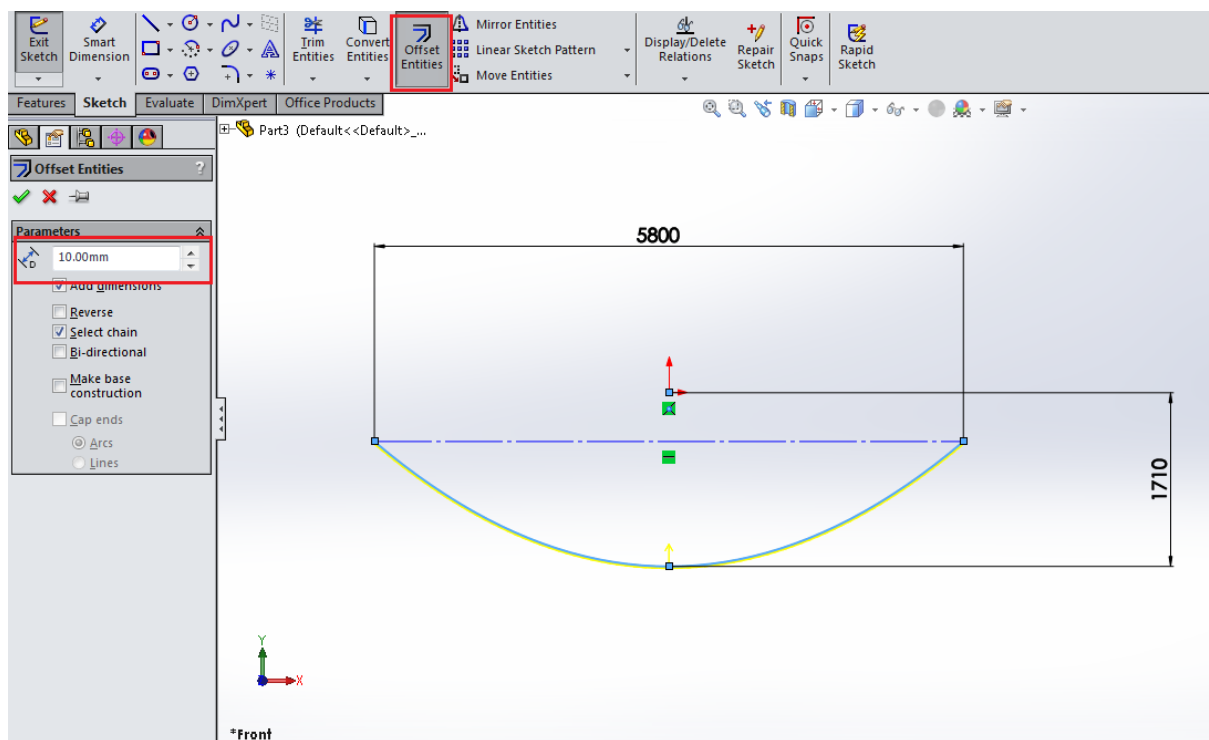 Exit Sketch
Smart Dimension
Trim Entities
Convert Entities
Offset Entities
Mirror Entities
Linear Sketch Pattern
Move Entities
Display/Delete Relations
Repair Sketch
Quick Snaps
Rapid Sketch
Features Sketch Evaluate DimXpert Office Products
Part3 (Default<<Default>_...
Offset Entities ?
Parameters
D 10.00mm
Add dimensions
Reverse
Select chain
Bi-directional
Make base
construction
Cap ends
Arcs
Lines
5800
1710
Y
X
*Front